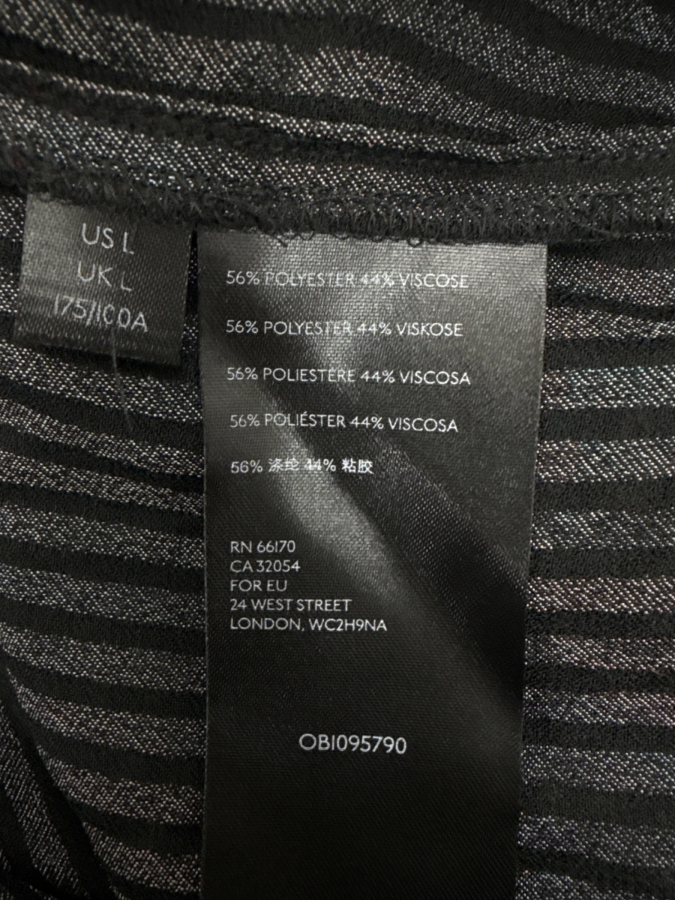 US L
UK L
175/100A
56% POLYESTER 44% VISCOSE
56% POLYESTER 44% VISKOSE
56% POLIESTERE 44% VISCOSA
56% POLIÉSTER 44% VISCOSA
56% 涤纶 44% 粘胶
RN 66170
CA 32054
FOR EU
24 WEST STREET
LONDON, WC2H9NA
OBI095790